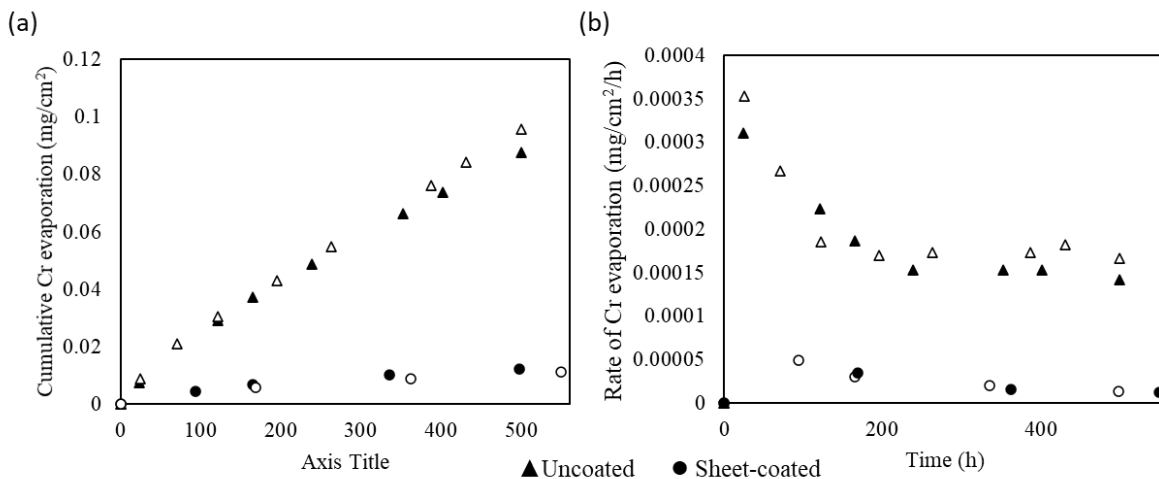 (a)
Cumulative Cr evaporation (mg/cm²)
0.12
0.1
0.08
0.06
0.04
0.02
0
0 100 200 300 400 500
Axis Title
(b)
Rate of Cr evaporation (mg/cm²/h)
0.0004
0.00035
0.0003
0.00025
0.0002
0.00015
0.0001
0.00005
0
0 200 400
Time (h)
Uncoated Sheet-coated